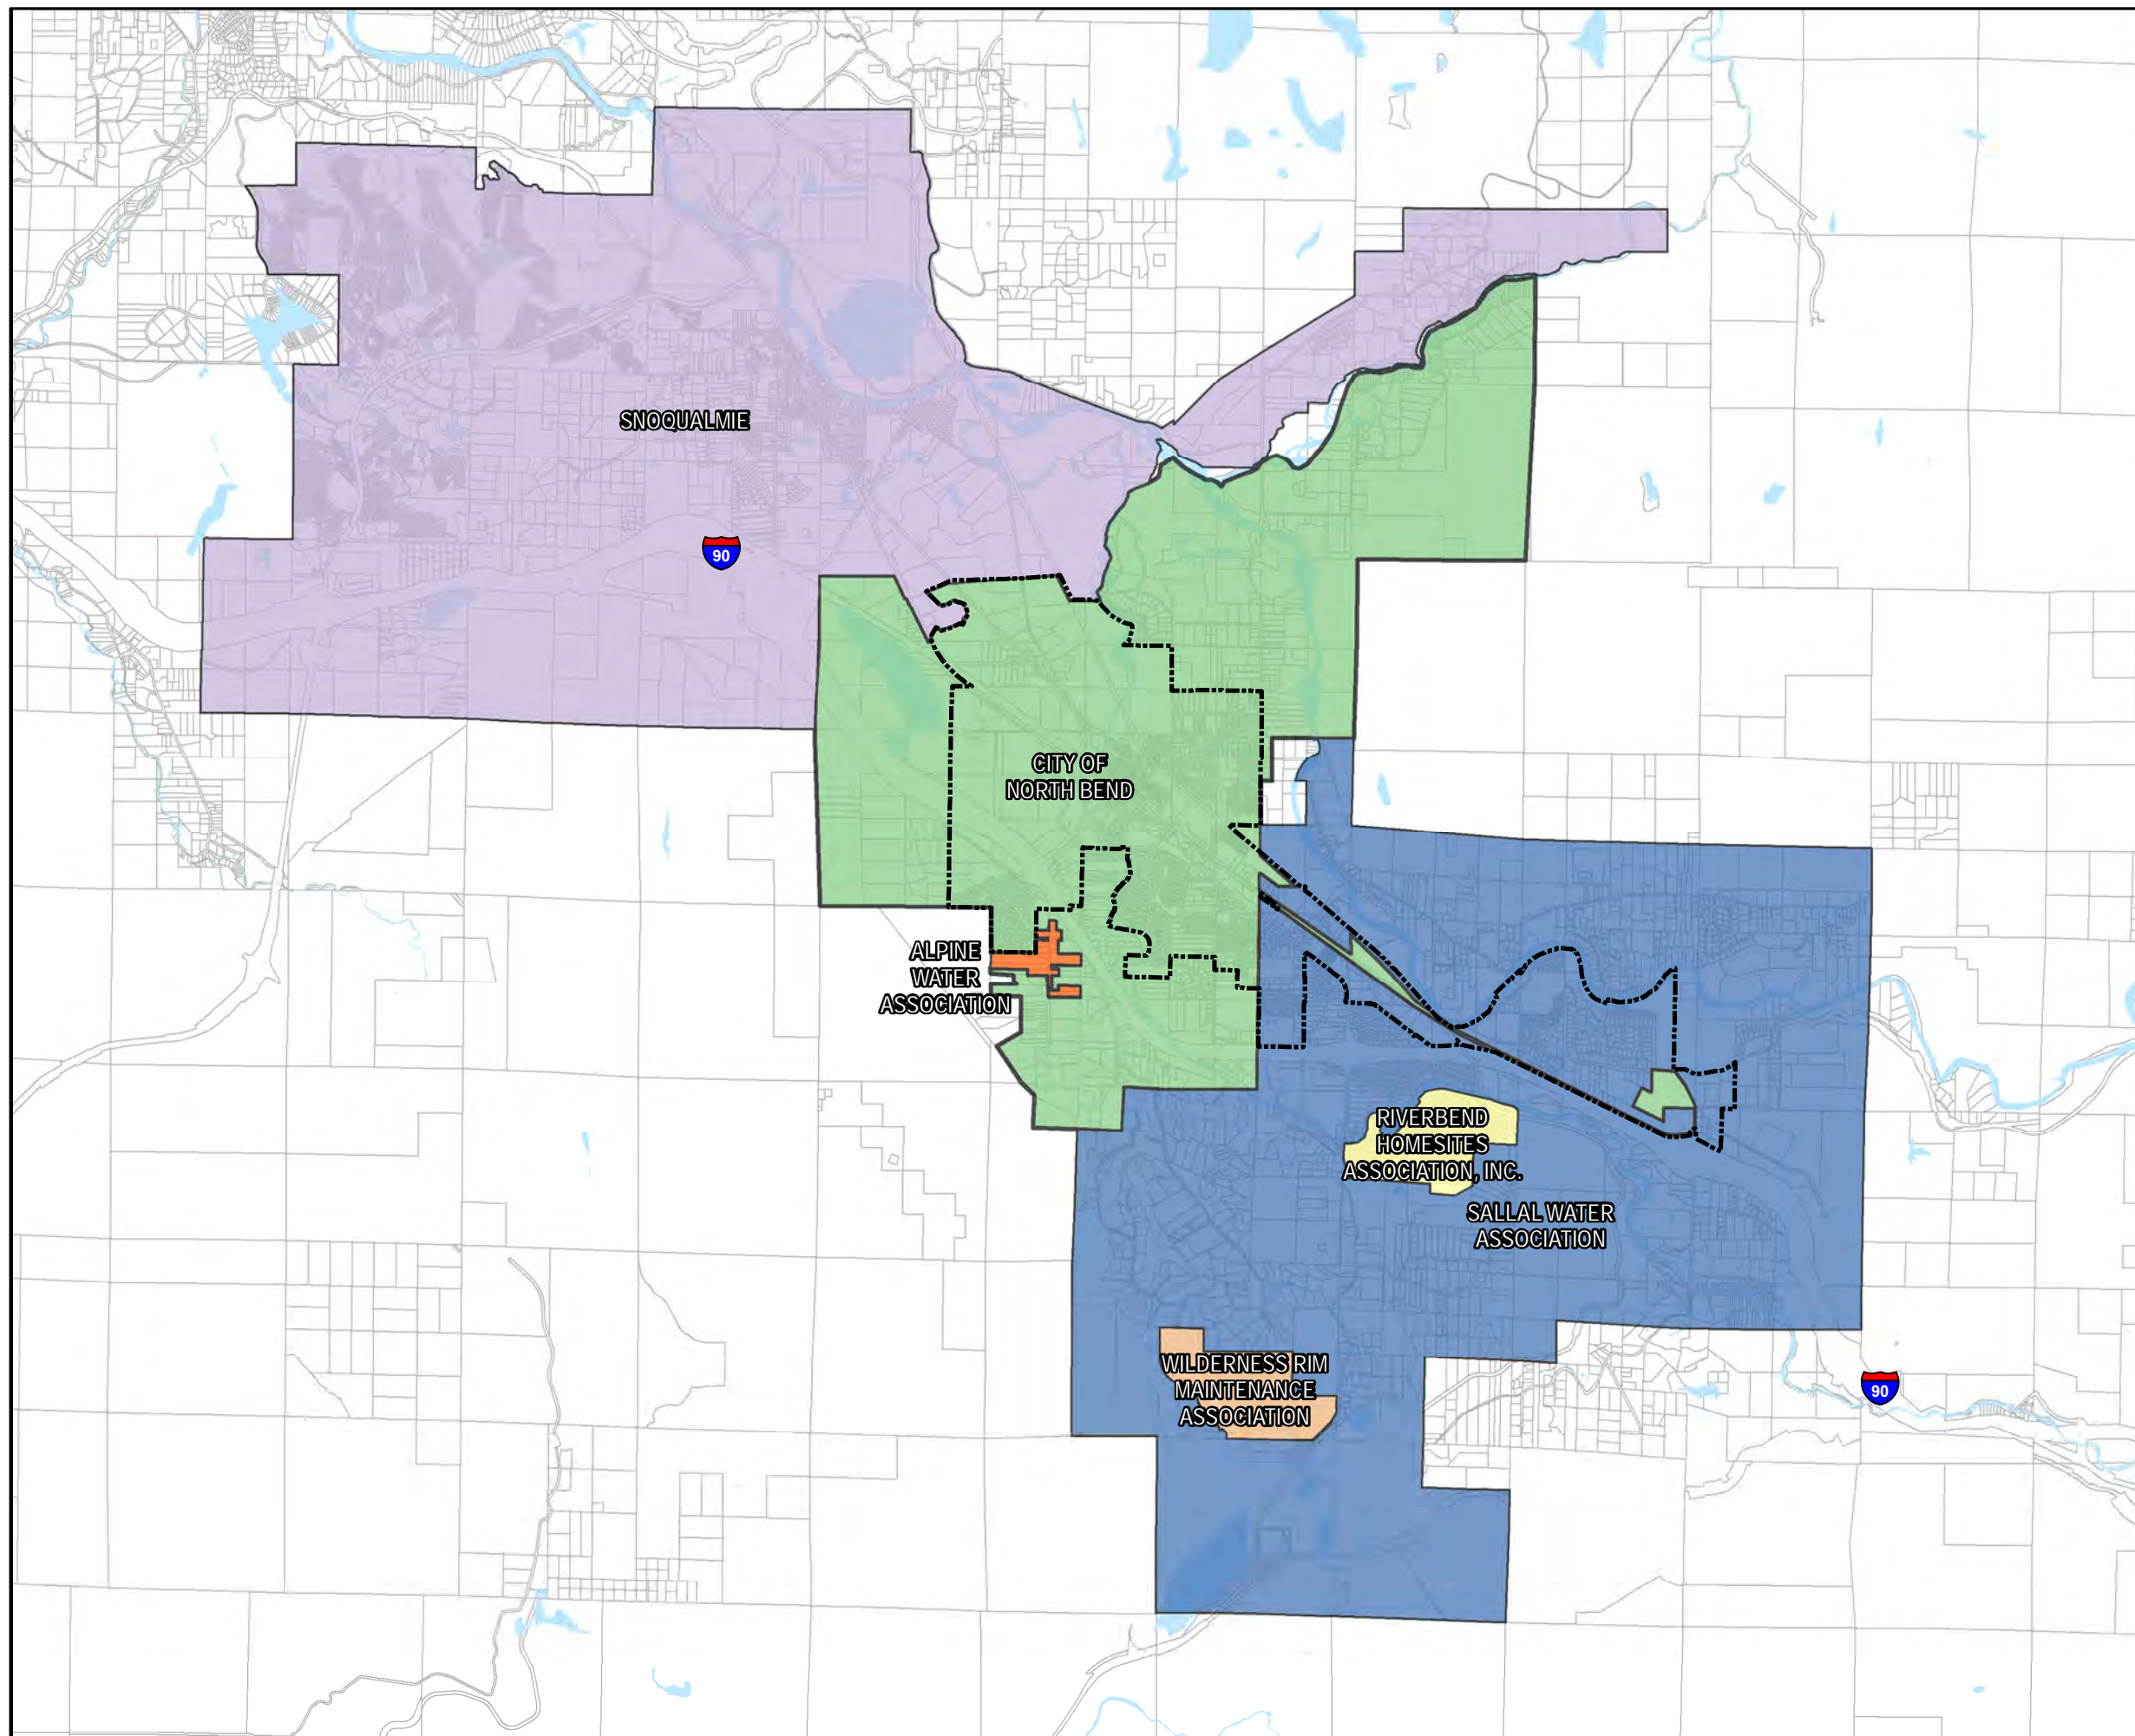 SNOQUALMIE
90
CITY OF
NORTH BEND
ALPINE
WATER
ASSOCIATION
RIVERBEND
HOMESITES
ASSOCIATION, INC.
SALLAL WATER
ASSOCIATION
WILDERNESS RIM
MAINTENANCE
ASSOCIATION
90